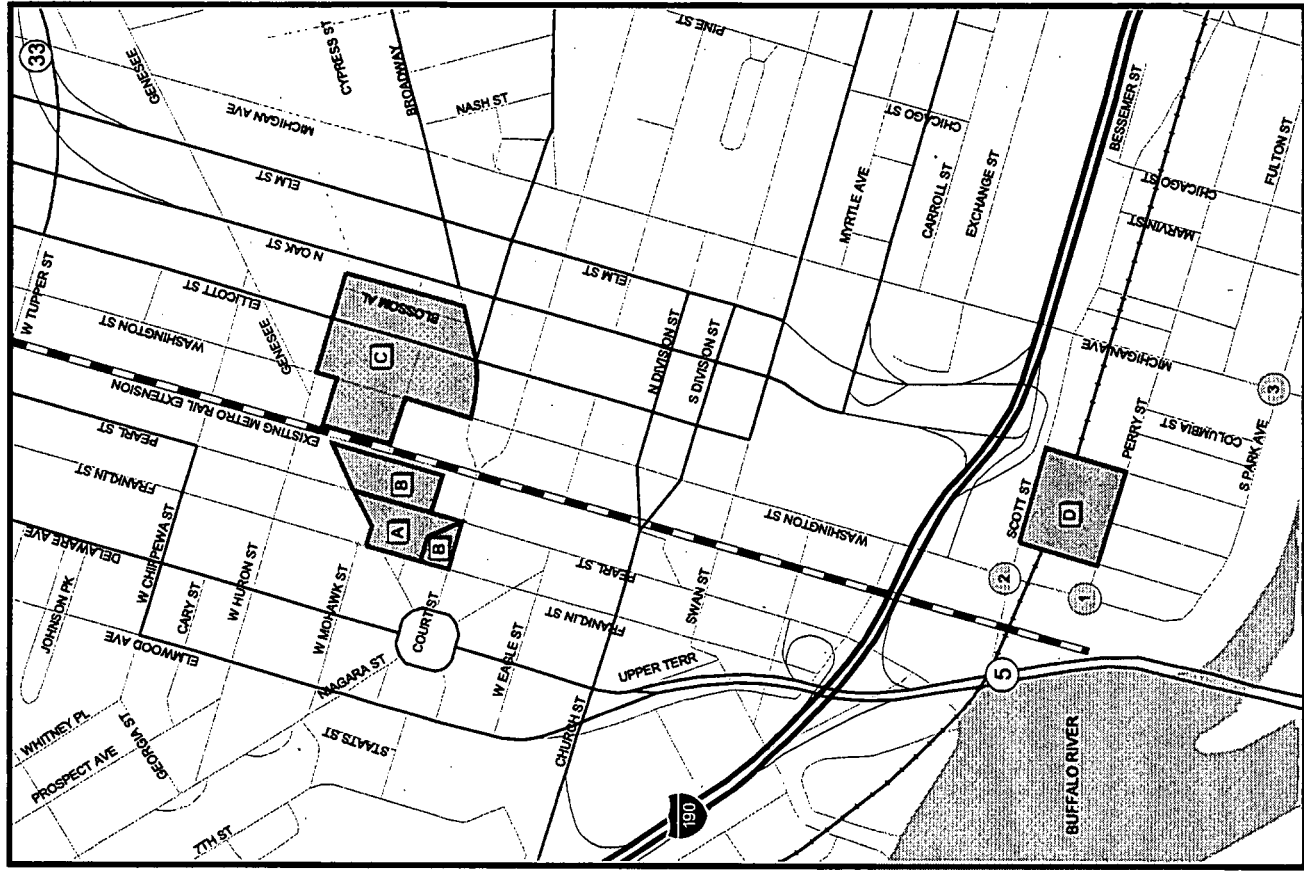 33
GENESEE
CYPRESS ST
BROADWAY
NASH ST
MICHIGAN AVE
PINE ST
ELM ST
N OAK ST
W TUPPER ST
ELLICOTT ST
WASHINGTON ST
GENESEE
BLOSSOM AL
C
EXISTING METRO RAIL EXTENSION
PEARL ST
FRANKLIN ST
DELAWARE AVE
W CHIPPEWA ST
JOHNSON PK
CARY ST
W HURON ST
ELMWOOD AVE
W MOHAWK ST
A
B
B
COURT ST
NIAGARA ST
WHITNEY PL
GEORGIA ST
PROSPECT AVE
7TH ST
STAATS ST
W EAGLE ST
CHURCH ST
UPPER TERR
FRANKLIN ST
PEARL ST
SWAN ST
ELM ST
N DIVISION ST
S DIVISION ST
WASHINGTON ST
MYRTLE AVE
CHICAGO ST
CARROLL ST
EXCHANGE ST
BESSEMER ST
CHICAGO ST
MARVIN ST
FULTON ST
MICHIGAN AVE
SCOTT ST
D
PERRY ST
COLUMBIA ST
S PARK AVE
3
2
1
5
190
BUFFALO RIVER